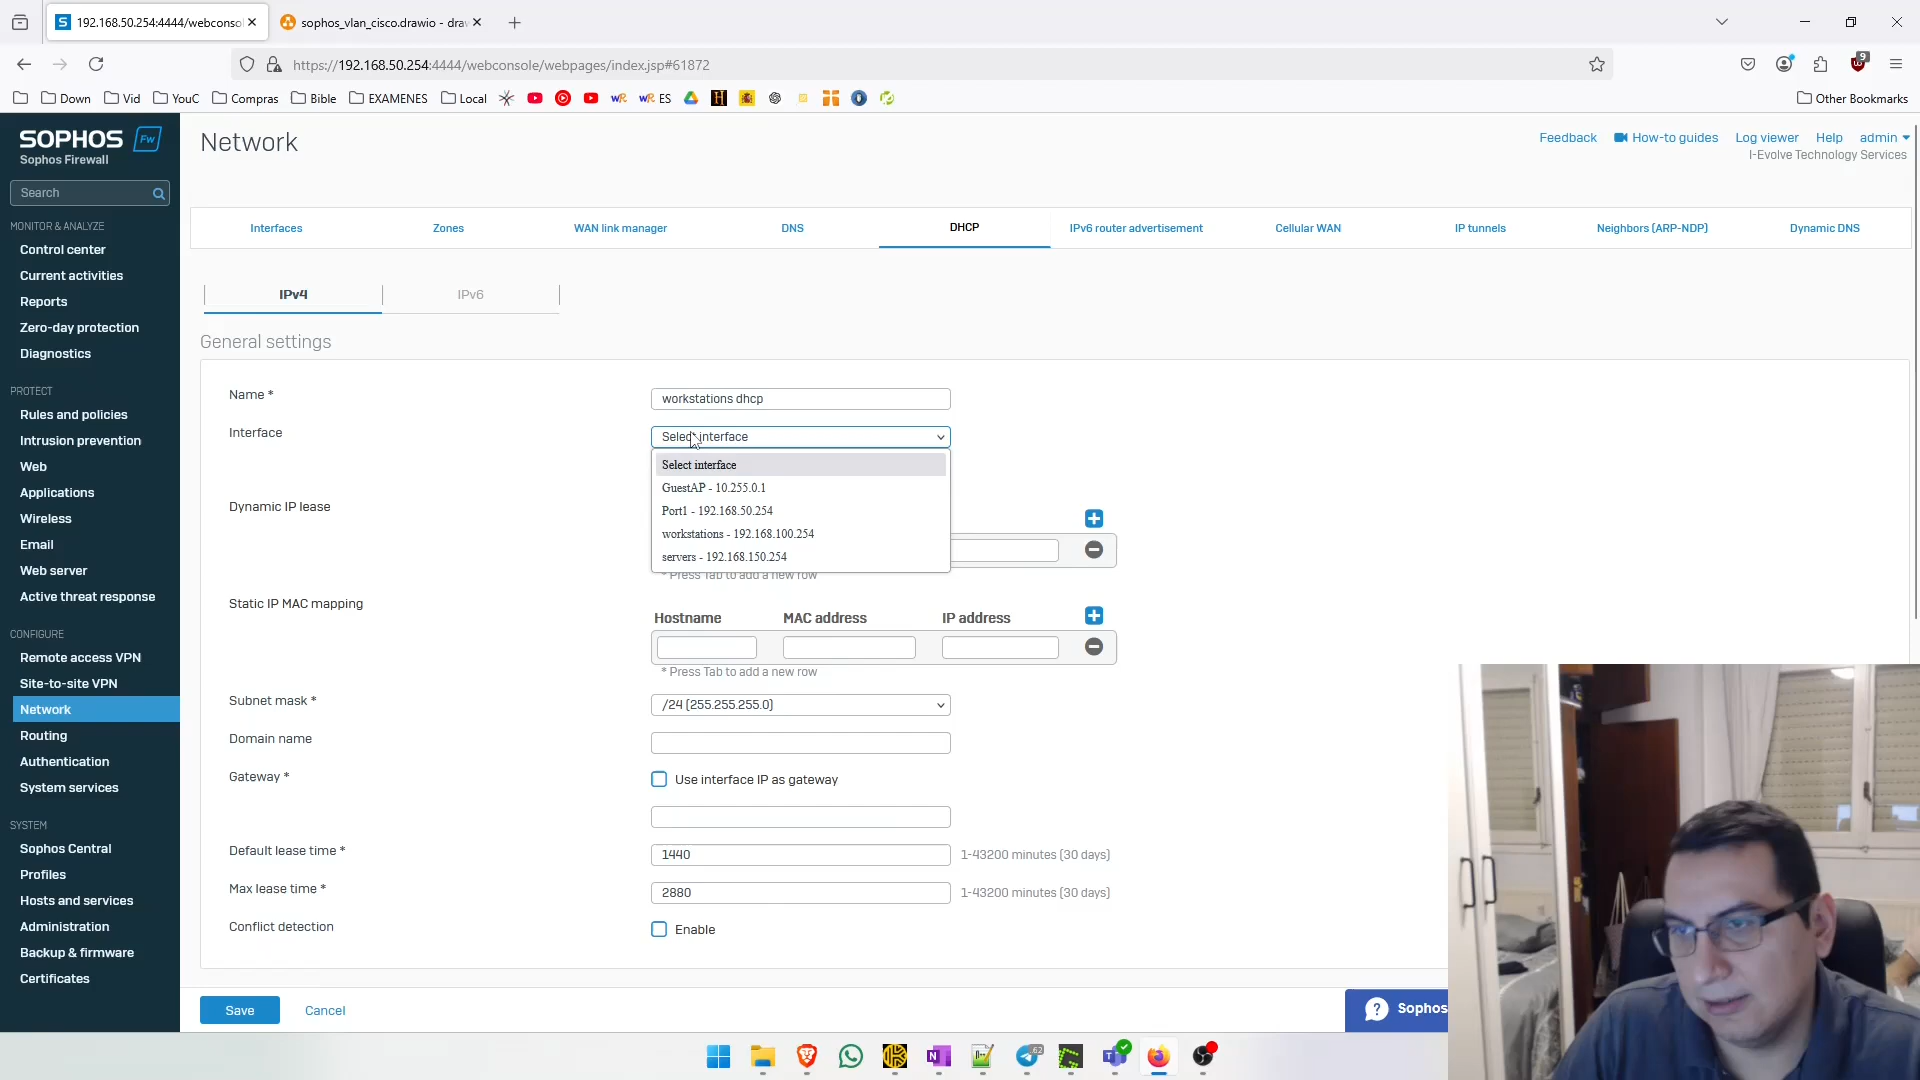 192.168.50.254:4444/webconsol
sophos_vlan_cisco.drawio - drav
https://192.168.50.254:4444/webconsole/webpages/index.jsp#61872
9
Down
Vid
YouC
Compras
Bible
EXAMENES
Local
ES
Other Bookmarks
SOPHOS Fw
Sophos Firewall
Search
MONITOR & ANALYZE
Control center
Current activities
Reports
Zero-day protection
Diagnostics
PROTECT
Rules and policies
Intrusion prevention
Web
Applications
Wireless
Email
Web server
Active threat response
CONFIGURE
Remote access VPN
Site-to-site VPN
Network
Routing
Authentication
System services
SYSTEM
Sophos Central
Profiles
Hosts and services
Administration
Backup & firmware
Certificates
Network
Feedback How-to guides Log viewer Help admin
I-Evolve Technology Services
Interfaces Zones WAN link manager DNS DHCP IPv6 router advertisement Cellular WAN IP tunnels Neighbors (ARP-NDP) Dynamic DNS
IPv4 IPv6
General settings
Name * workstations dhcp
Interface Select interface
Select interface
GuestAP - 10.255.0.1
Port1 - 192.168.50.254
workstations - 192.168.100.254
servers - 192.168.150.254
Dynamic IP lease
* Press Tab to add a new row
Static IP MAC mapping
Hostname MAC address IP address
* Press Tab to add a new row
Subnet mask * /24 (255.255.255.0)
Domain name
Gateway * Use interface IP as gateway
Default lease time * 1440 1-43200 minutes (30 days)
Max lease time * 2880 1-43200 minutes (30 days)
Conflict detection Enable
Save Cancel
Sophos